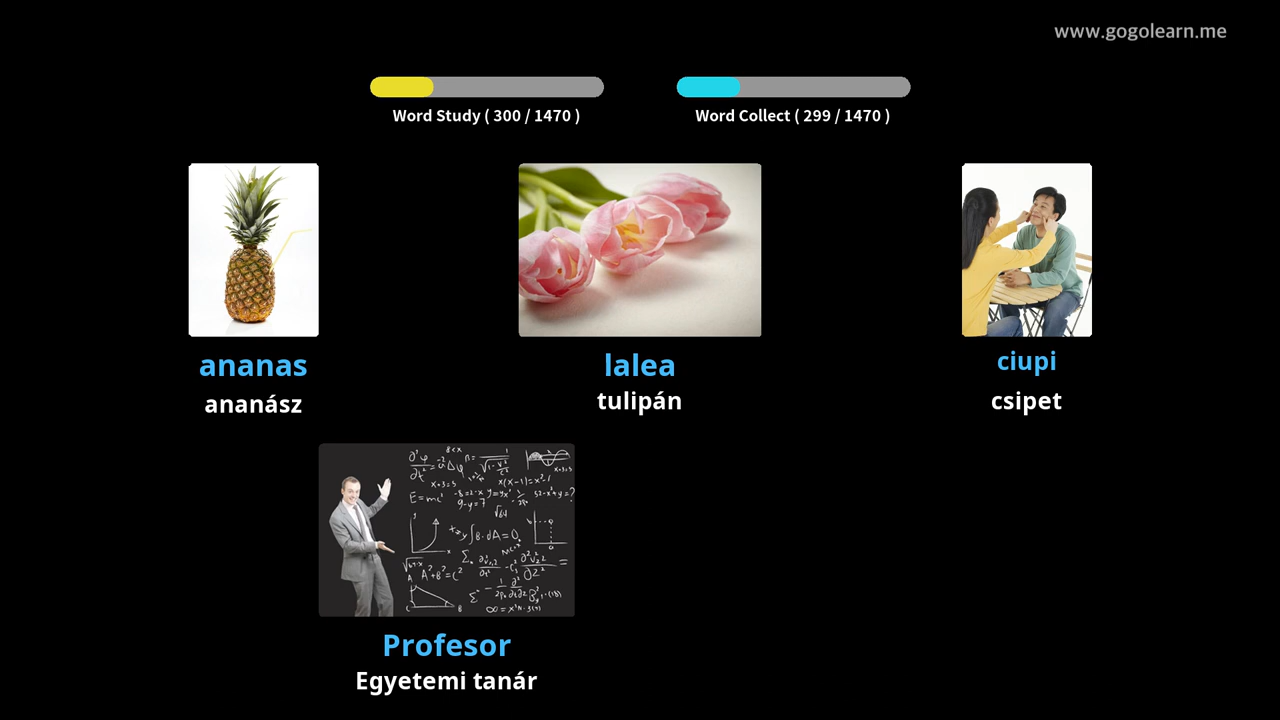 www.gogolearn.me
Word Study ( 300 / 1470 )
Word Collect ( 299 / 1470 )
ananas
ananász
lalea
tulipán
ciupi
csipet
Profesor
Egyetemi tanár